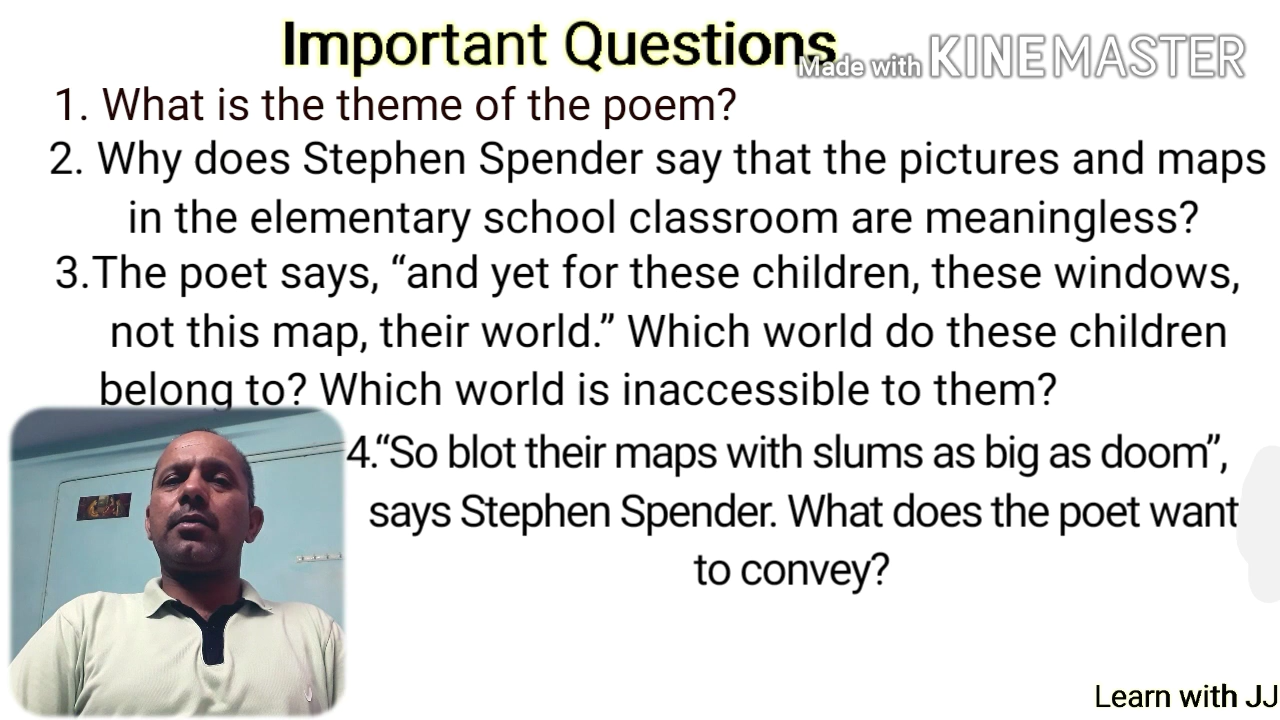 Important Questions
Made with KINEMASTER
1. What is the theme of the poem?
2. Why does Stephen Spender say that the pictures and maps
in the elementary school classroom are meaningless?
3.The poet says, “and yet for these children, these windows,
not this map, their world.” Which world do these children
belong to? Which world is inaccessible to them?
4.“So blot their maps with slums as big as doom”,
says Stephen Spender. What does the poet want
to convey?
Learn with JJ